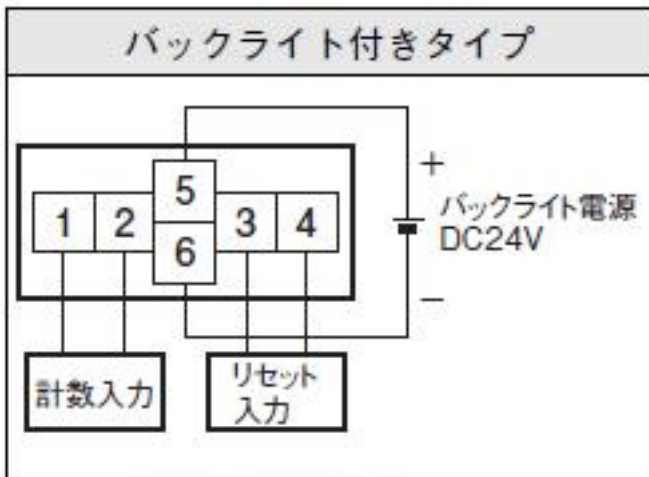 バックライト付きタイプ
5
1 2 3 4
6
+
バックライト電源
DC24V
−
計数入力
リセット
入力